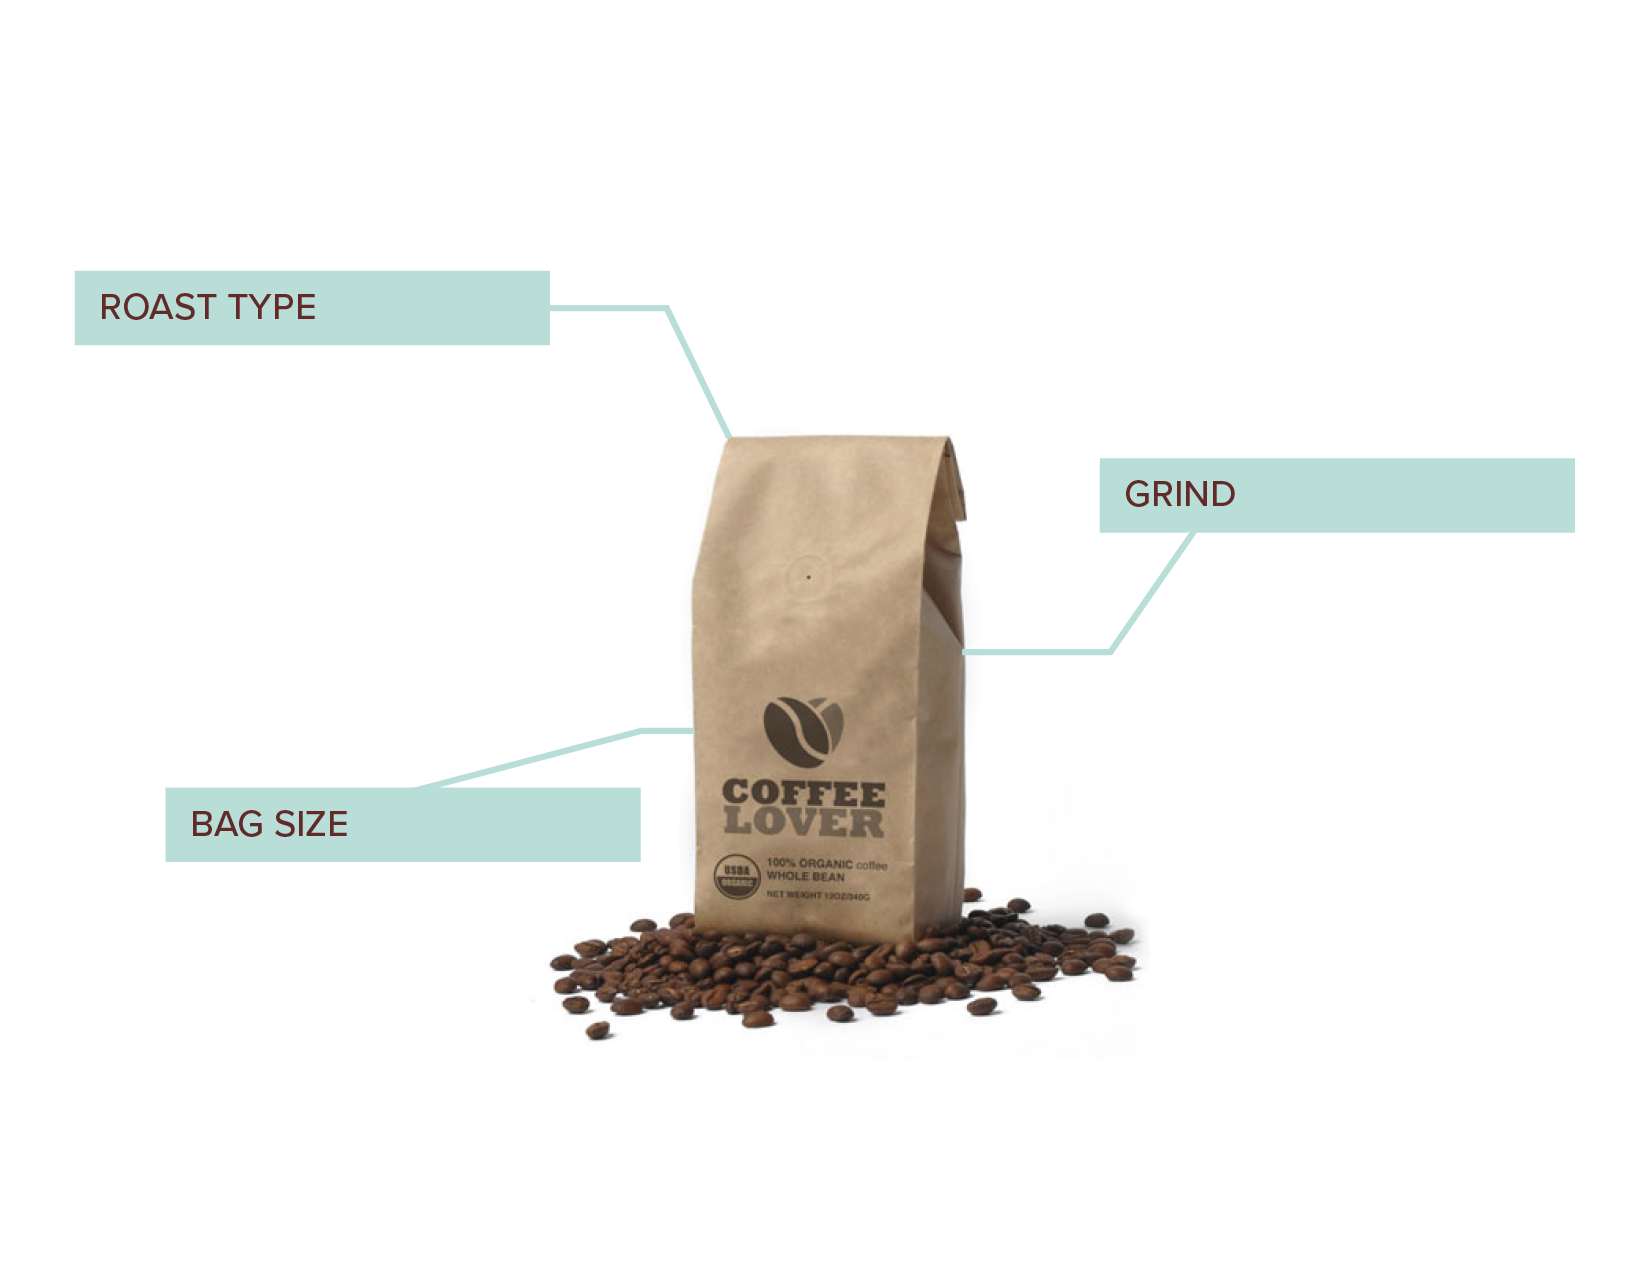 ROAST TYPE
GRIND
BAG SIZE
COFFEE
LOVER
USDA
ORGANIC
100% ORGANIC coffee
WHOLE BEAN
NET WEIGHT 12OZ/340G